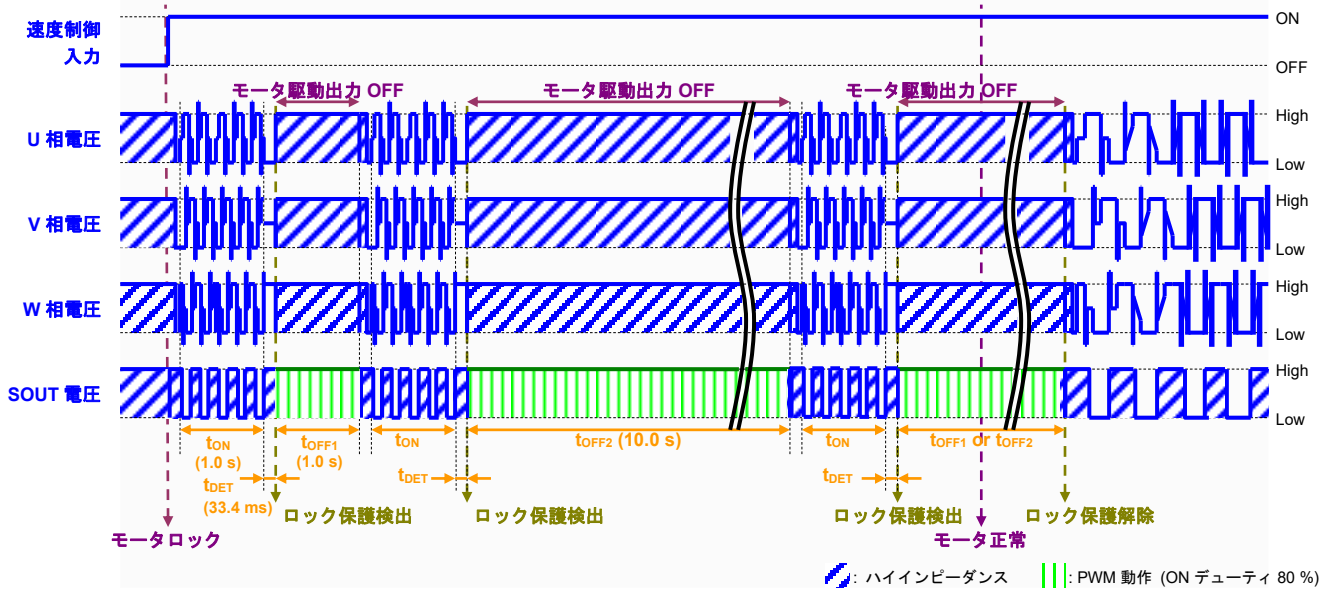 速度制御
入力
ON
OFF
モータ駆動出力 OFF
モータ駆動出力 OFF
モータ駆動出力 OFF
U 相電圧
High
Low
V 相電圧
High
Low
W 相電圧
High
Low
SOUT 電圧
High
Low
tON
(1.0 s)
tOFF1
(1.0 s)
tON
tOFF2 (10.0 s)
tON
tOFF1 or tOFF2
tDET
(33.4 ms)
tDET
tDET
ロック保護検出
ロック保護検出
ロック保護検出
ロック保護解除
モータロック
モータ正常
: ハイインピーダンス
: PWM 動作 (ON デューティ 80 %)